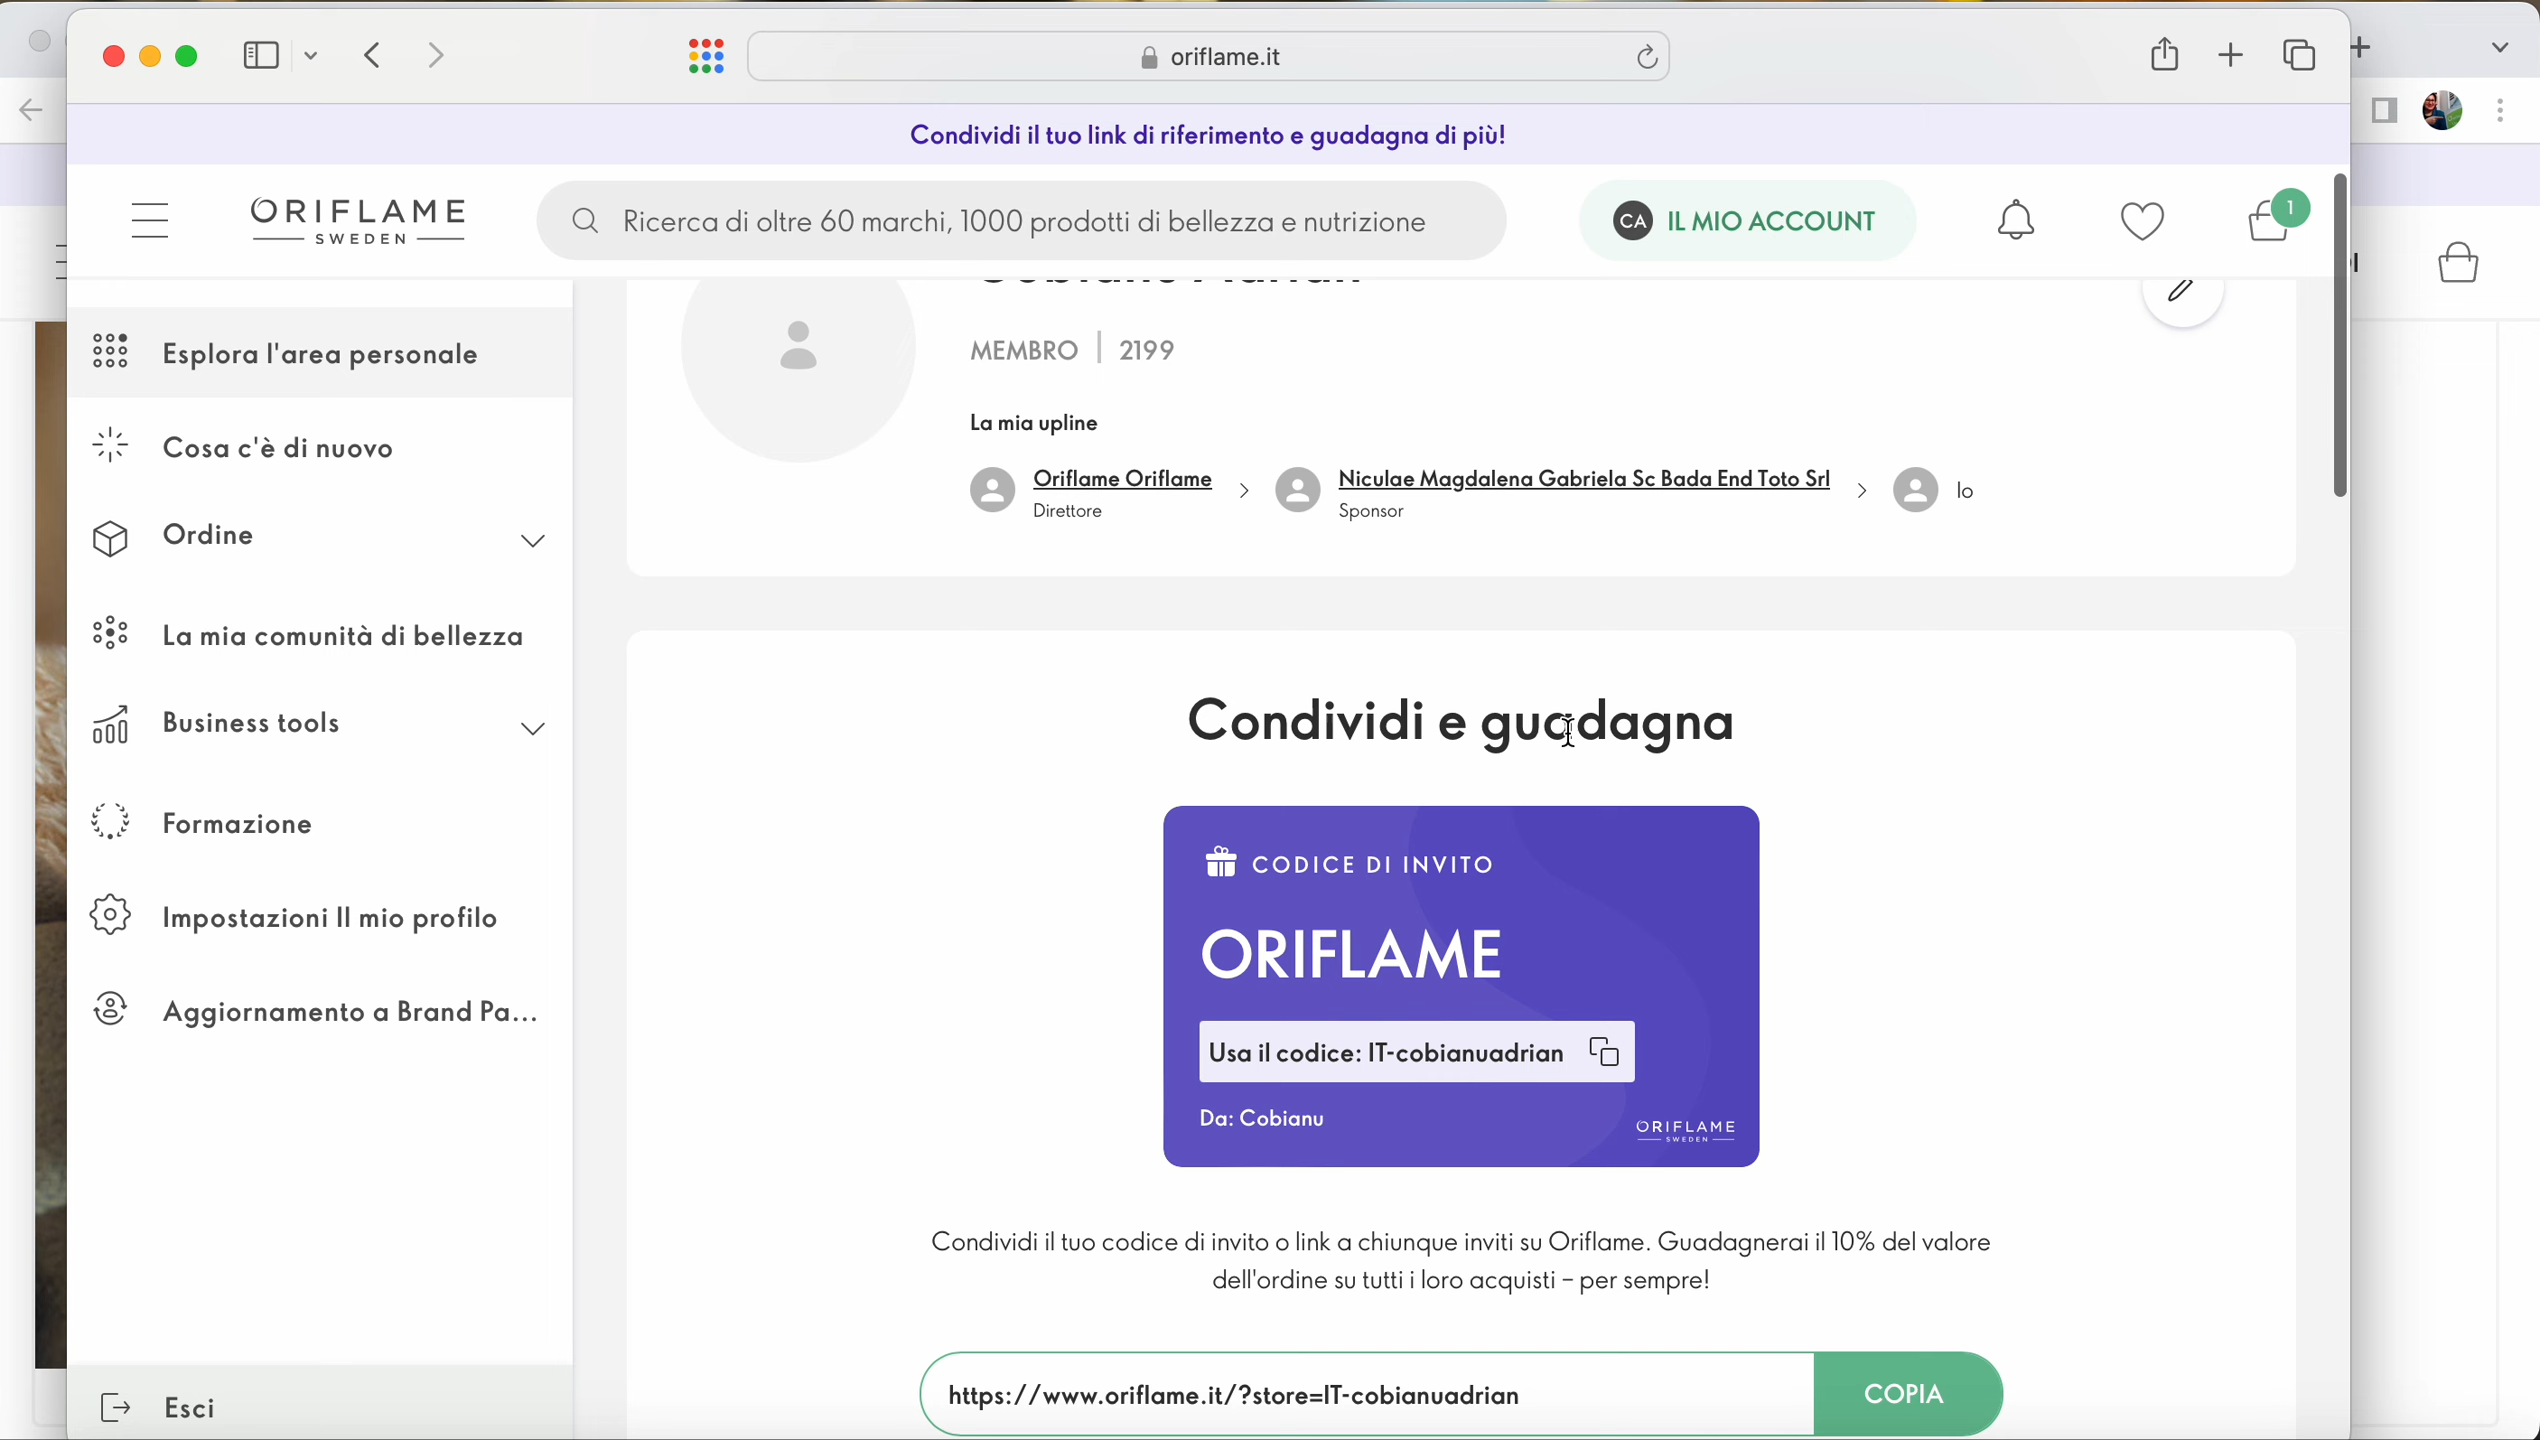 oriflame.it
Condividi il tuo link di riferimento e guadagna di più!
ORIFLAME
SWEDEN
Ricerca di oltre 60 marchi, 1000 prodotti di bellezza e nutrizione
CA IL MIO ACCOUNT
1
MEMBRO 2199
La mia upline
Oriflame Oriflame
Direttore
Niculae Magdalena Gabriela Sc Bada End Toto Srl
Sponsor
Io
Esplora l'area personale
Cosa c'è di nuovo
Ordine
La mia comunità di bellezza
Business tools
Formazione
Impostazioni Il mio profilo
Aggiornamento a Brand Pa...
Esci
Condividi e guadagna
CODICE DI INVITO
ORIFLAME
Usa il codice: IT-cobianuadrian
Da: Cobianu
ORIFLAME
SWEDEN
Condividi il tuo codice di invito o link a chiunque inviti su Oriflame. Guadagnerai il 10% del valore
dell'ordine su tutti i loro acquisti – per sempre!
https://www.oriflame.it/?store=IT-cobianuadrian
COPIA